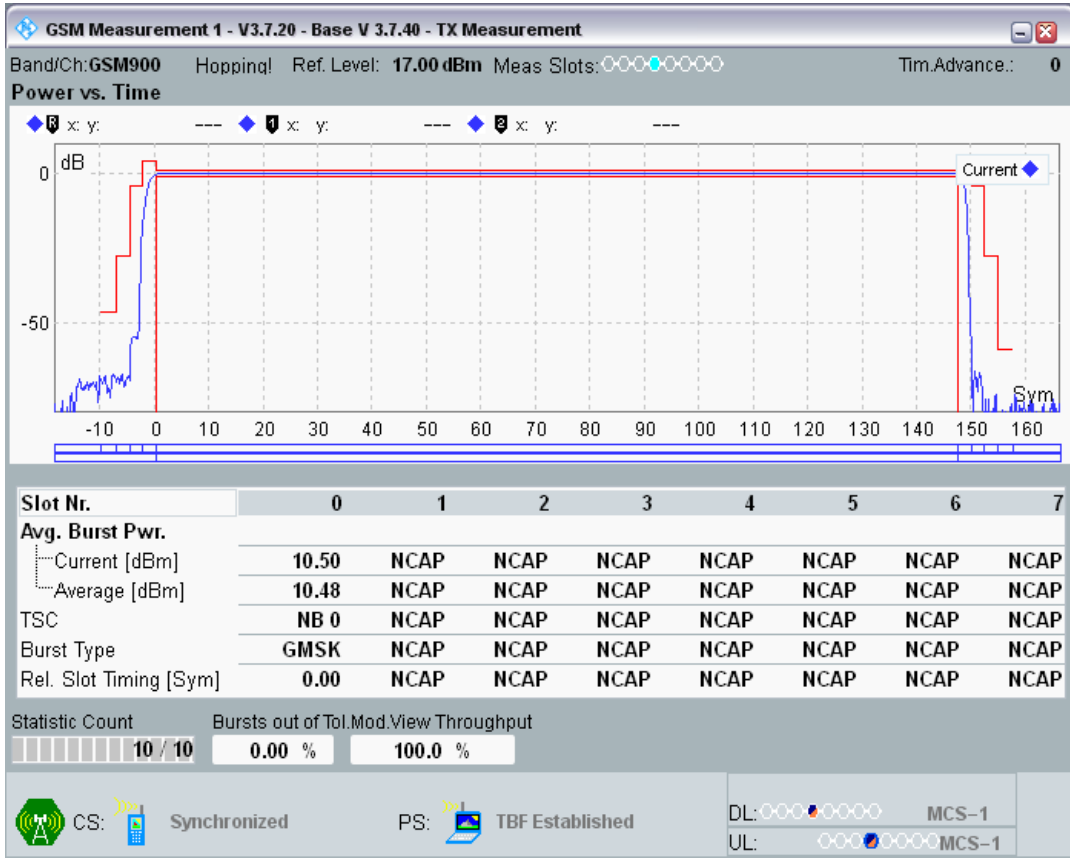 GSM Measurement 1 - V3.7.20 - Base V 3.7.40 - TX Measurement
Band/Ch:GSM900 Hopping! Ref. Level: 17.00 dBm Meas Slots: Tim.Advance.: 0
Power vs. Time
R x: y: --- 1 x: y: --- 2 x: y: ---
dB
0
Current
-50
Sym
-10 0 10 20 30 40 50 60 70 80 90 100 110 120 130 140 150 160
Slot Nr. 0 1 2 3 4 5 6 7
Avg. Burst Pwr.
Current [dBm] 10.50 NCAP NCAP NCAP NCAP NCAP NCAP NCAP
Average [dBm] 10.48 NCAP NCAP NCAP NCAP NCAP NCAP NCAP
TSC NB 0 NCAP NCAP NCAP NCAP NCAP NCAP NCAP
Burst Type GMSK NCAP NCAP NCAP NCAP NCAP NCAP NCAP
Rel. Slot Timing [Sym] 0.00 NCAP NCAP NCAP NCAP NCAP NCAP NCAP
Statistic Count Bursts out of Tol.Mod.View Throughput
10 / 10 0.00 % 100.0 %
CS: Synchronized PS: TBF Established
DL: MCS-1
UL: MCS-1